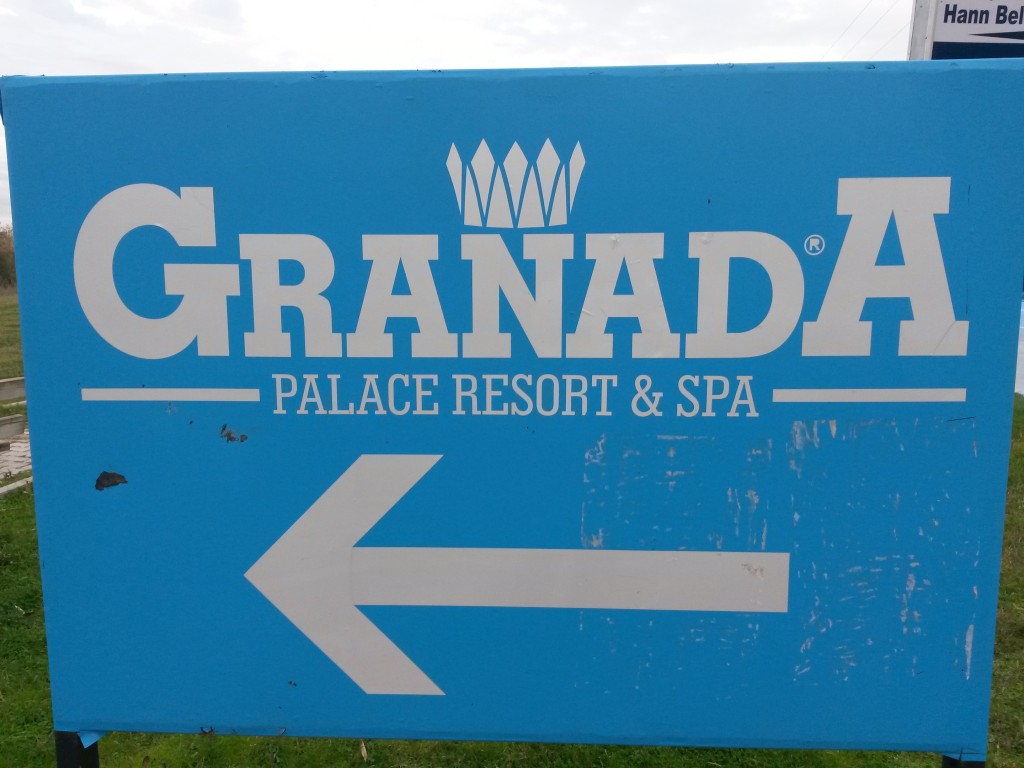 Hann Bel
GRANADA®
PALACE RESORT & SPA